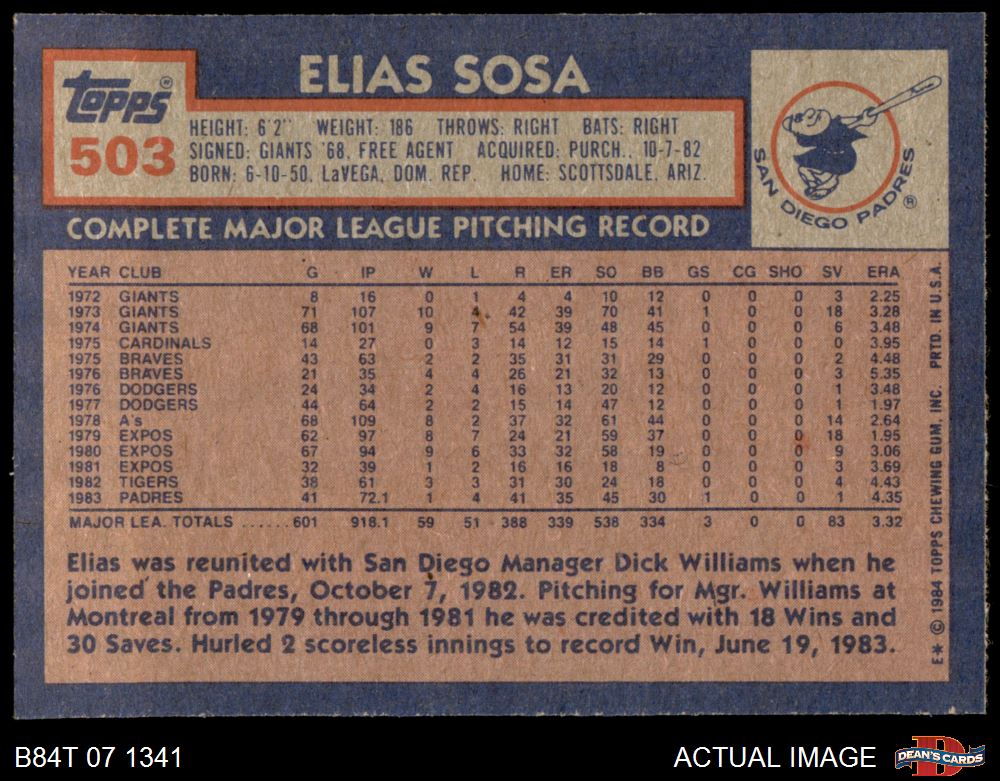 ELIAS SOSA
topps®
503
HEIGHT: 6'2" WEIGHT: 186 THROWS: RIGHT BATS: RIGHT
SIGNED: GIANTS '68, FREE AGENT ACQUIRED: PURCH., 10-7-82
BORN: 6-10-50, LaVEGA, DOM. REP. HOME: SCOTTSDALE, ARIZ.
SAN DIEGO PADRES ®
COMPLETE MAJOR LEAGUE PITCHING RECORD
YEAR CLUB G IP W L R ER SO BB GS CG SHO SV ERA
1972 GIANTS 8 16 0 1 4 4 10 12 0 0 0 3 2.25
1973 GIANTS 71 107 10 4 42 39 70 41 1 0 0 18 3.28
1974 GIANTS 68 101 9 7 54 39 48 45 0 0 0 6 3.48
1975 CARDINALS 14 27 0 3 14 12 15 14 1 0 0 0 3.95
1975 BRAVES 43 63 2 2 35 31 31 29 0 0 0 2 4.48
1976 BRAVES 21 35 4 4 26 21 32 13 0 0 0 3 5.35
1976 DODGERS 24 34 2 4 16 13 20 12 0 0 0 1 3.48
1977 DODGERS 44 64 2 2 15 14 47 12 0 0 0 1 1.97
1978 A's 68 109 8 2 37 32 61 44 0 0 0 14 2.64
1979 EXPOS 62 97 8 7 24 21 59 37 0 0 0 18 1.95
1980 EXPOS 67 94 9 6 33 32 58 19 0 0 0 9 3.06
1981 EXPOS 32 39 1 2 16 16 18 8 0 0 0 3 3.69
1982 TIGERS 38 61 3 3 31 30 24 18 0 0 0 4 4.43
1983 PADRES 41 72.1 1 4 41 35 45 30 1 0 0 1 4.35
MAJOR LEA. TOTALS ......601 918.1 59 51 388 339 538 334 3 0 0 83 3.32
Elias was reunited with San Diego Manager Dick Williams when he
joined the Padres, October 7, 1982. Pitching for Mgr. Williams at
Montreal from 1979 through 1981 he was credited with 18 Wins and
30 Saves. Hurled 2 scoreless innings to record Win, June 19, 1983.
E* © 1984 TOPPS CHEWING GUM, INC. PRTD. IN U.S.A.
B84T 07 1341
ACTUAL IMAGE
D
DEAN'S CARDS